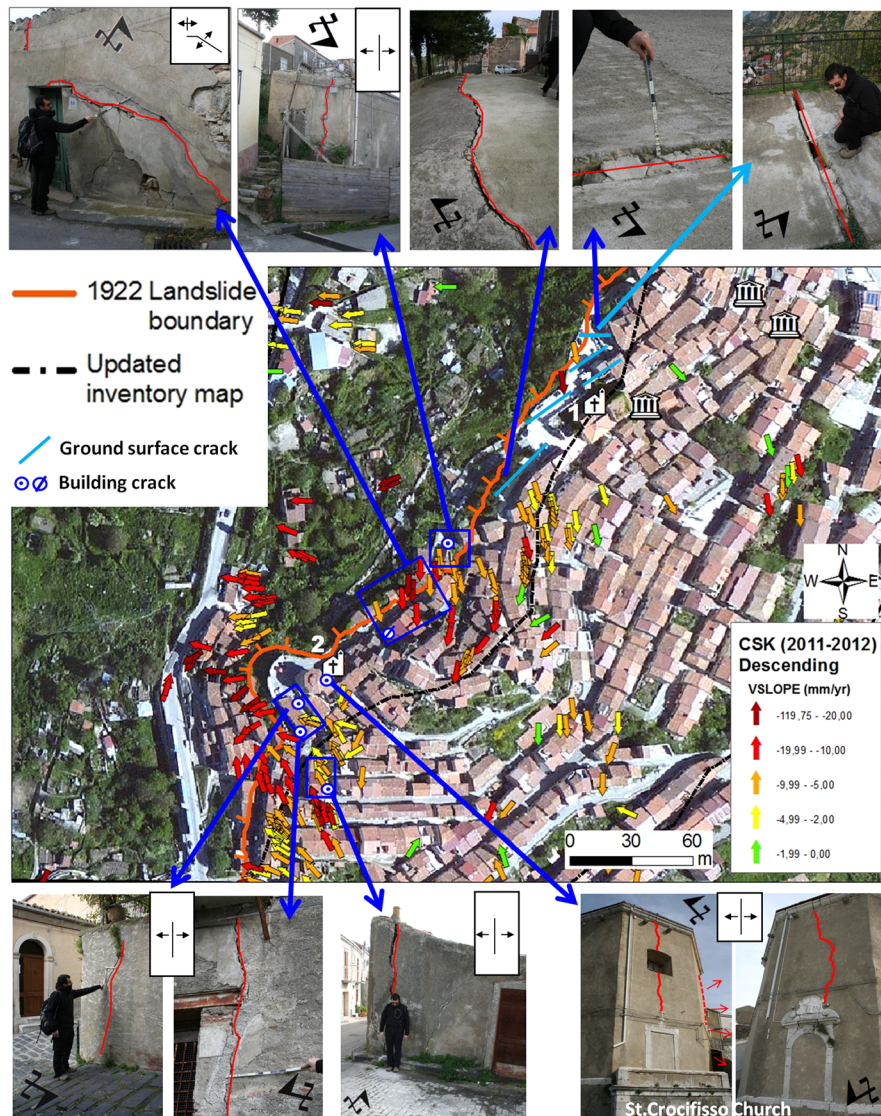 1922 Landslide
boundary
Updated
inventory map
Ground surface crack
Building crack
1
2
N
W E
S
CSK (2011-2012)
Descending
VSLOPE (mm/yr)
-119,75 - -20,00
-19,99 - -10,00
-9,99 - -5,00
-4,99 - -2,00
-1,99 - 0,00
0 30 60
m
St.Crocifisso Church